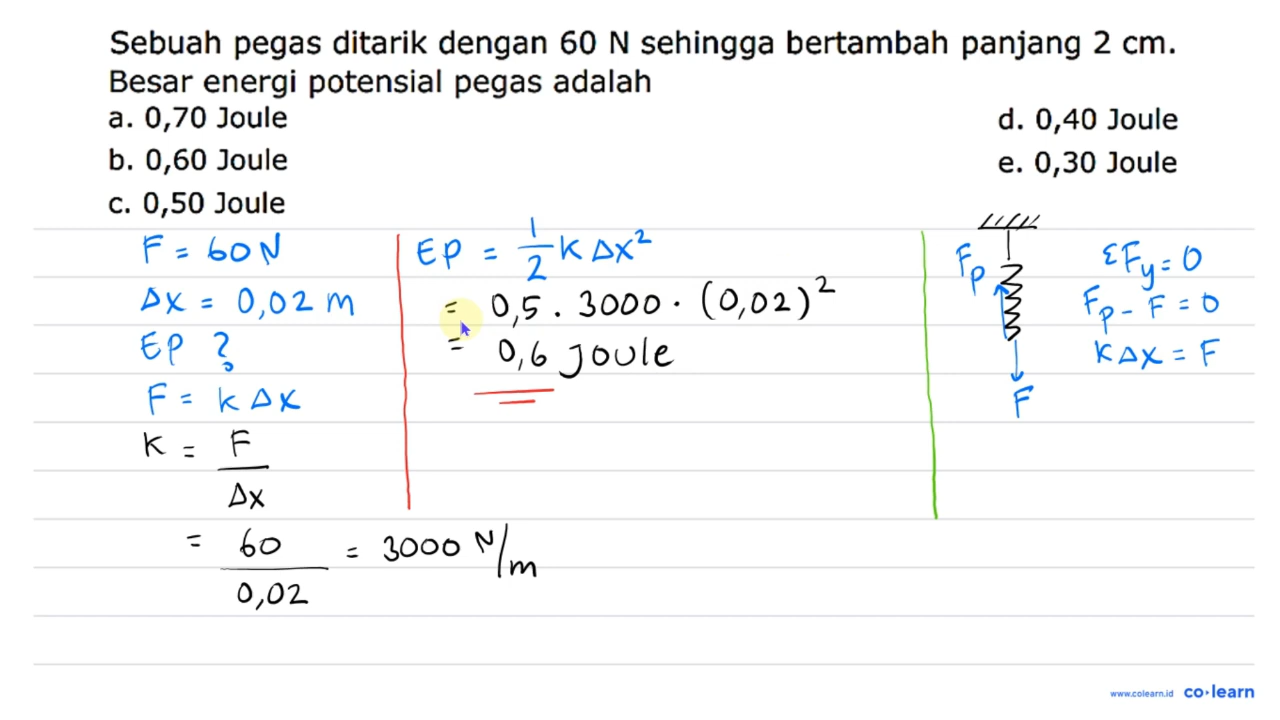 Sebuah pegas ditarik dengan 60 N sehingga bertambah panjang 2 cm.
Besar energi potensial pegas adalah
a. 0,70 Joule
b. 0,60 Joule
c. 0,50 Joule
d. 0,40 Joule
e. 0,30 Joule
F = 60 N
Δx = 0,02 m
EP ?
F = k Δx
k = F / Δx
= 60 / 0,02 = 3000 N/m
EP = 1/2 k Δx²
= 0,5 . 3000 . (0,02)²
= 0,6 Joule
Fp
F
ΣFy = 0
Fp - F = 0
kΔx = F
www.colearn.id co·learn